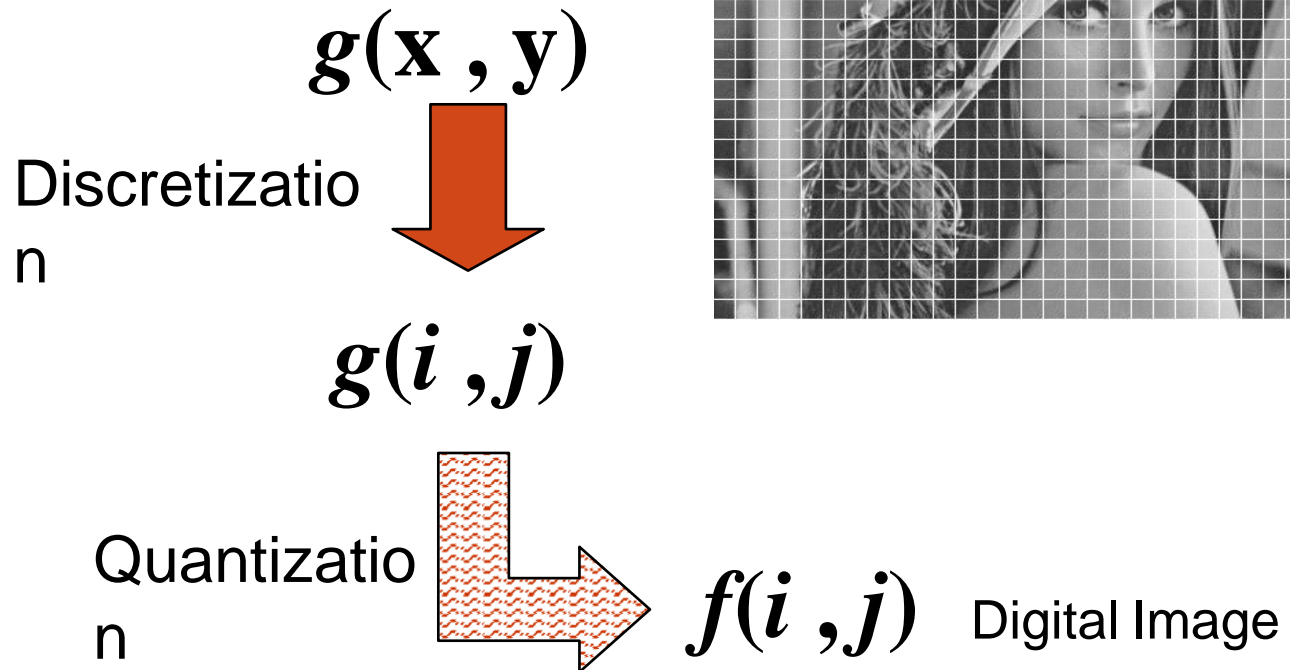 g(x , y)
Discretizatio
n
g(i , j)
Quantizatio
n
f(i , j) Digital Image